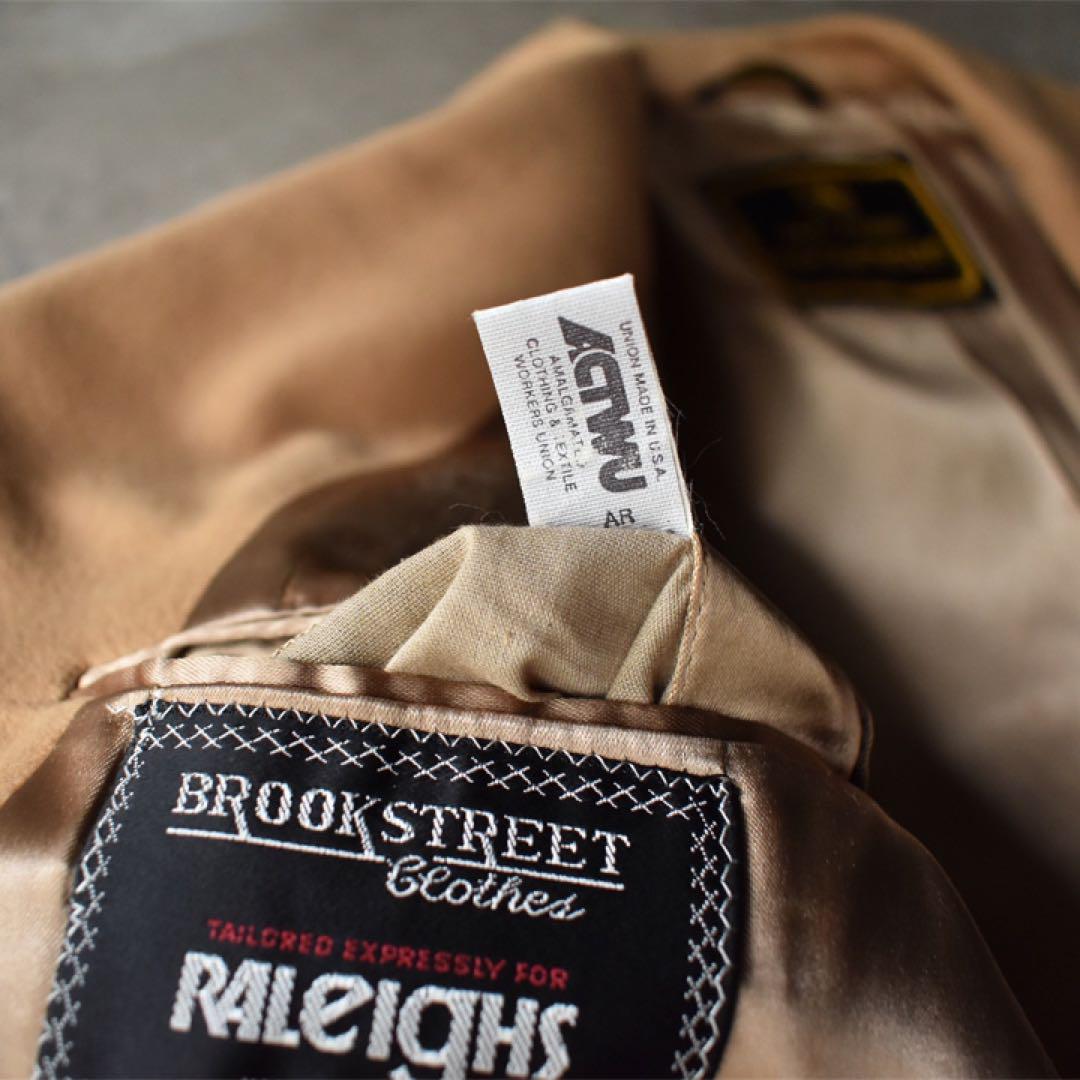 UNION MADE IN U.S.A.
ACTWU
AMALGAMATED
CLOTHING & TEXTILE
WORKERS UNION
AR
BROOKSTREET
Clothes
TAILORED EXPRESSLY FOR
RALEIGHS